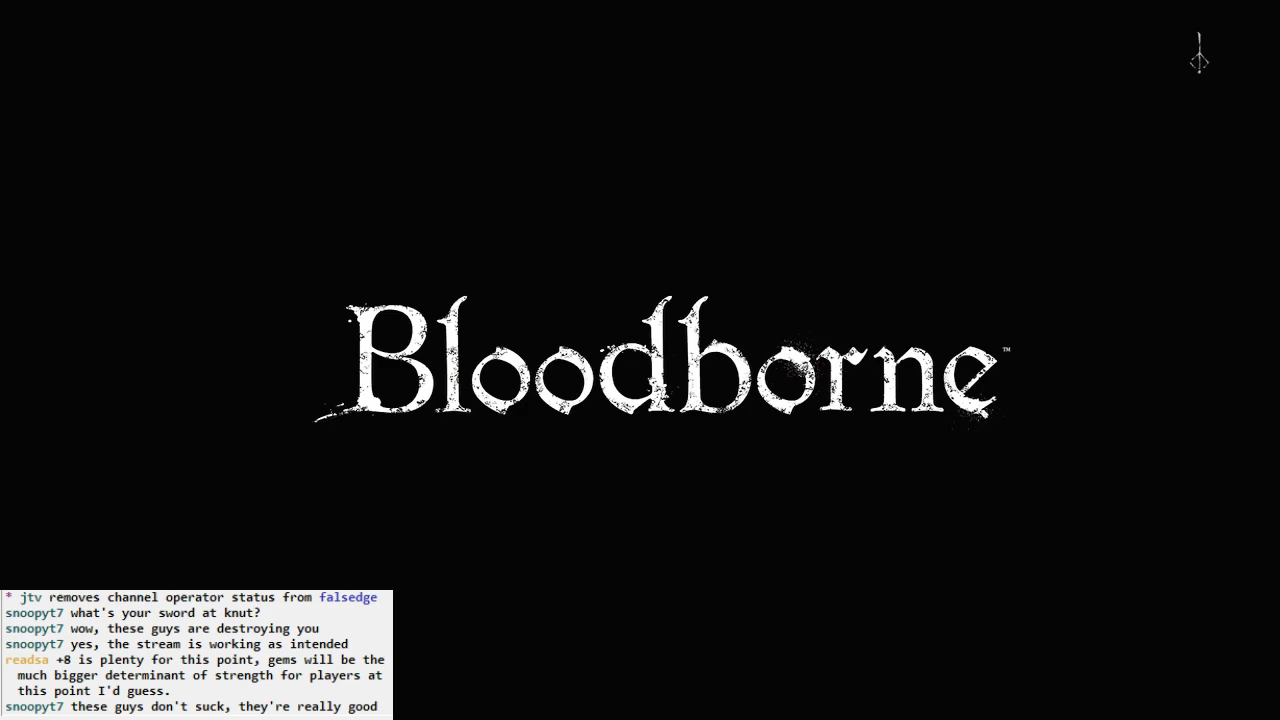 Bloodborne™
* jtv removes channel operator status from falsedge
snoopyt7 what's your sword at knut?
snoopyt7 wow, these guys are destroying you
snoopyt7 yes, the stream is working as intended
readsa +8 is plenty for this point, gems will be the
much bigger determinant of strength for players at
this point I'd guess.
snoopyt7 these guys don't suck, they're really good